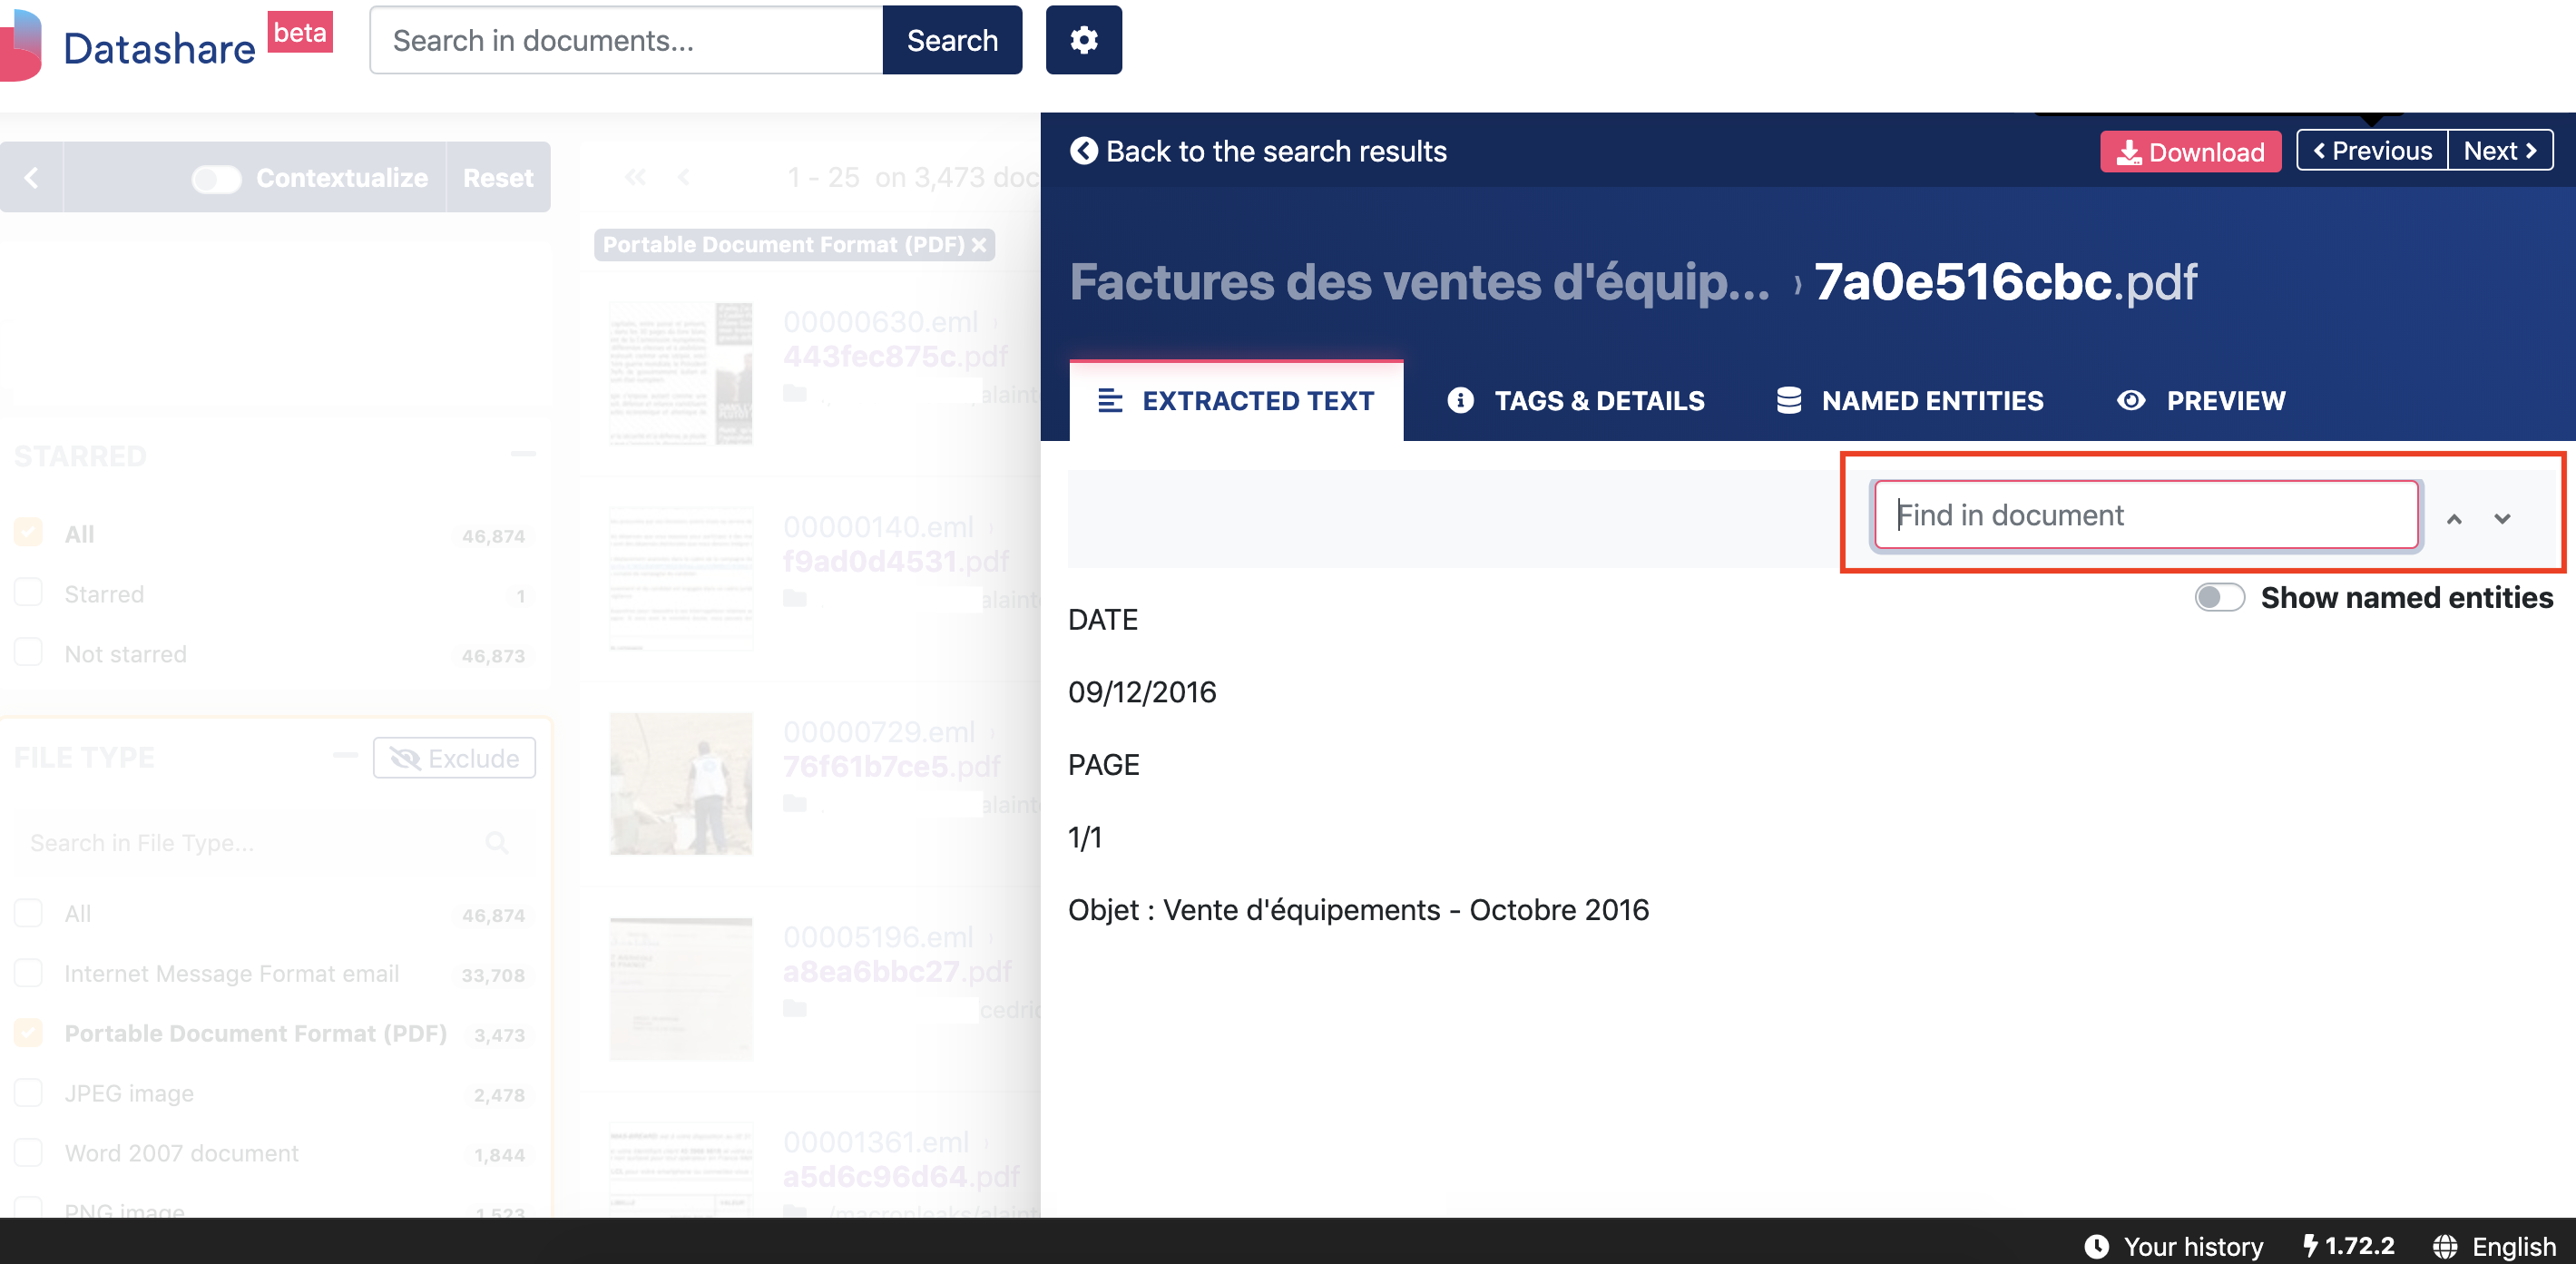 Datashare beta
Search in documents...
Search
Back to the search results
Download
Previous
Next
Contextualize
Reset
1 - 25 on 3,473 doc
Portable Document Format (PDF)
Factures des ventes d'équip... › 7a0e516cbc.pdf
EXTRACTED TEXT
TAGS & DETAILS
NAMED ENTITIES
PREVIEW
Find in document
Show named entities
DATE
09/12/2016
PAGE
1/1
Objet : Vente d'équipements - Octobre 2016
STARRED
All 46,874
Starred 1
Not starred 46,873
FILE TYPE
Exclude
Search in File Type...
All 46,874
Internet Message Format email 33,708
Portable Document Format (PDF) 3,473
JPEG image 2,478
Word 2007 document 1,844
PNG image 1,523
00000630.eml ›
443fec875c.pdf
alaint
00000140.eml ›
f9ad0d4531.pdf
alaint
00000729.eml ›
76f61b7ce5.pdf
alaint
00005196.eml ›
a8ea6bbc27.pdf
cedric
00001361.eml ›
a5d6c96d64.pdf
/macronleaks/alaint
Your history
1.72.2
English